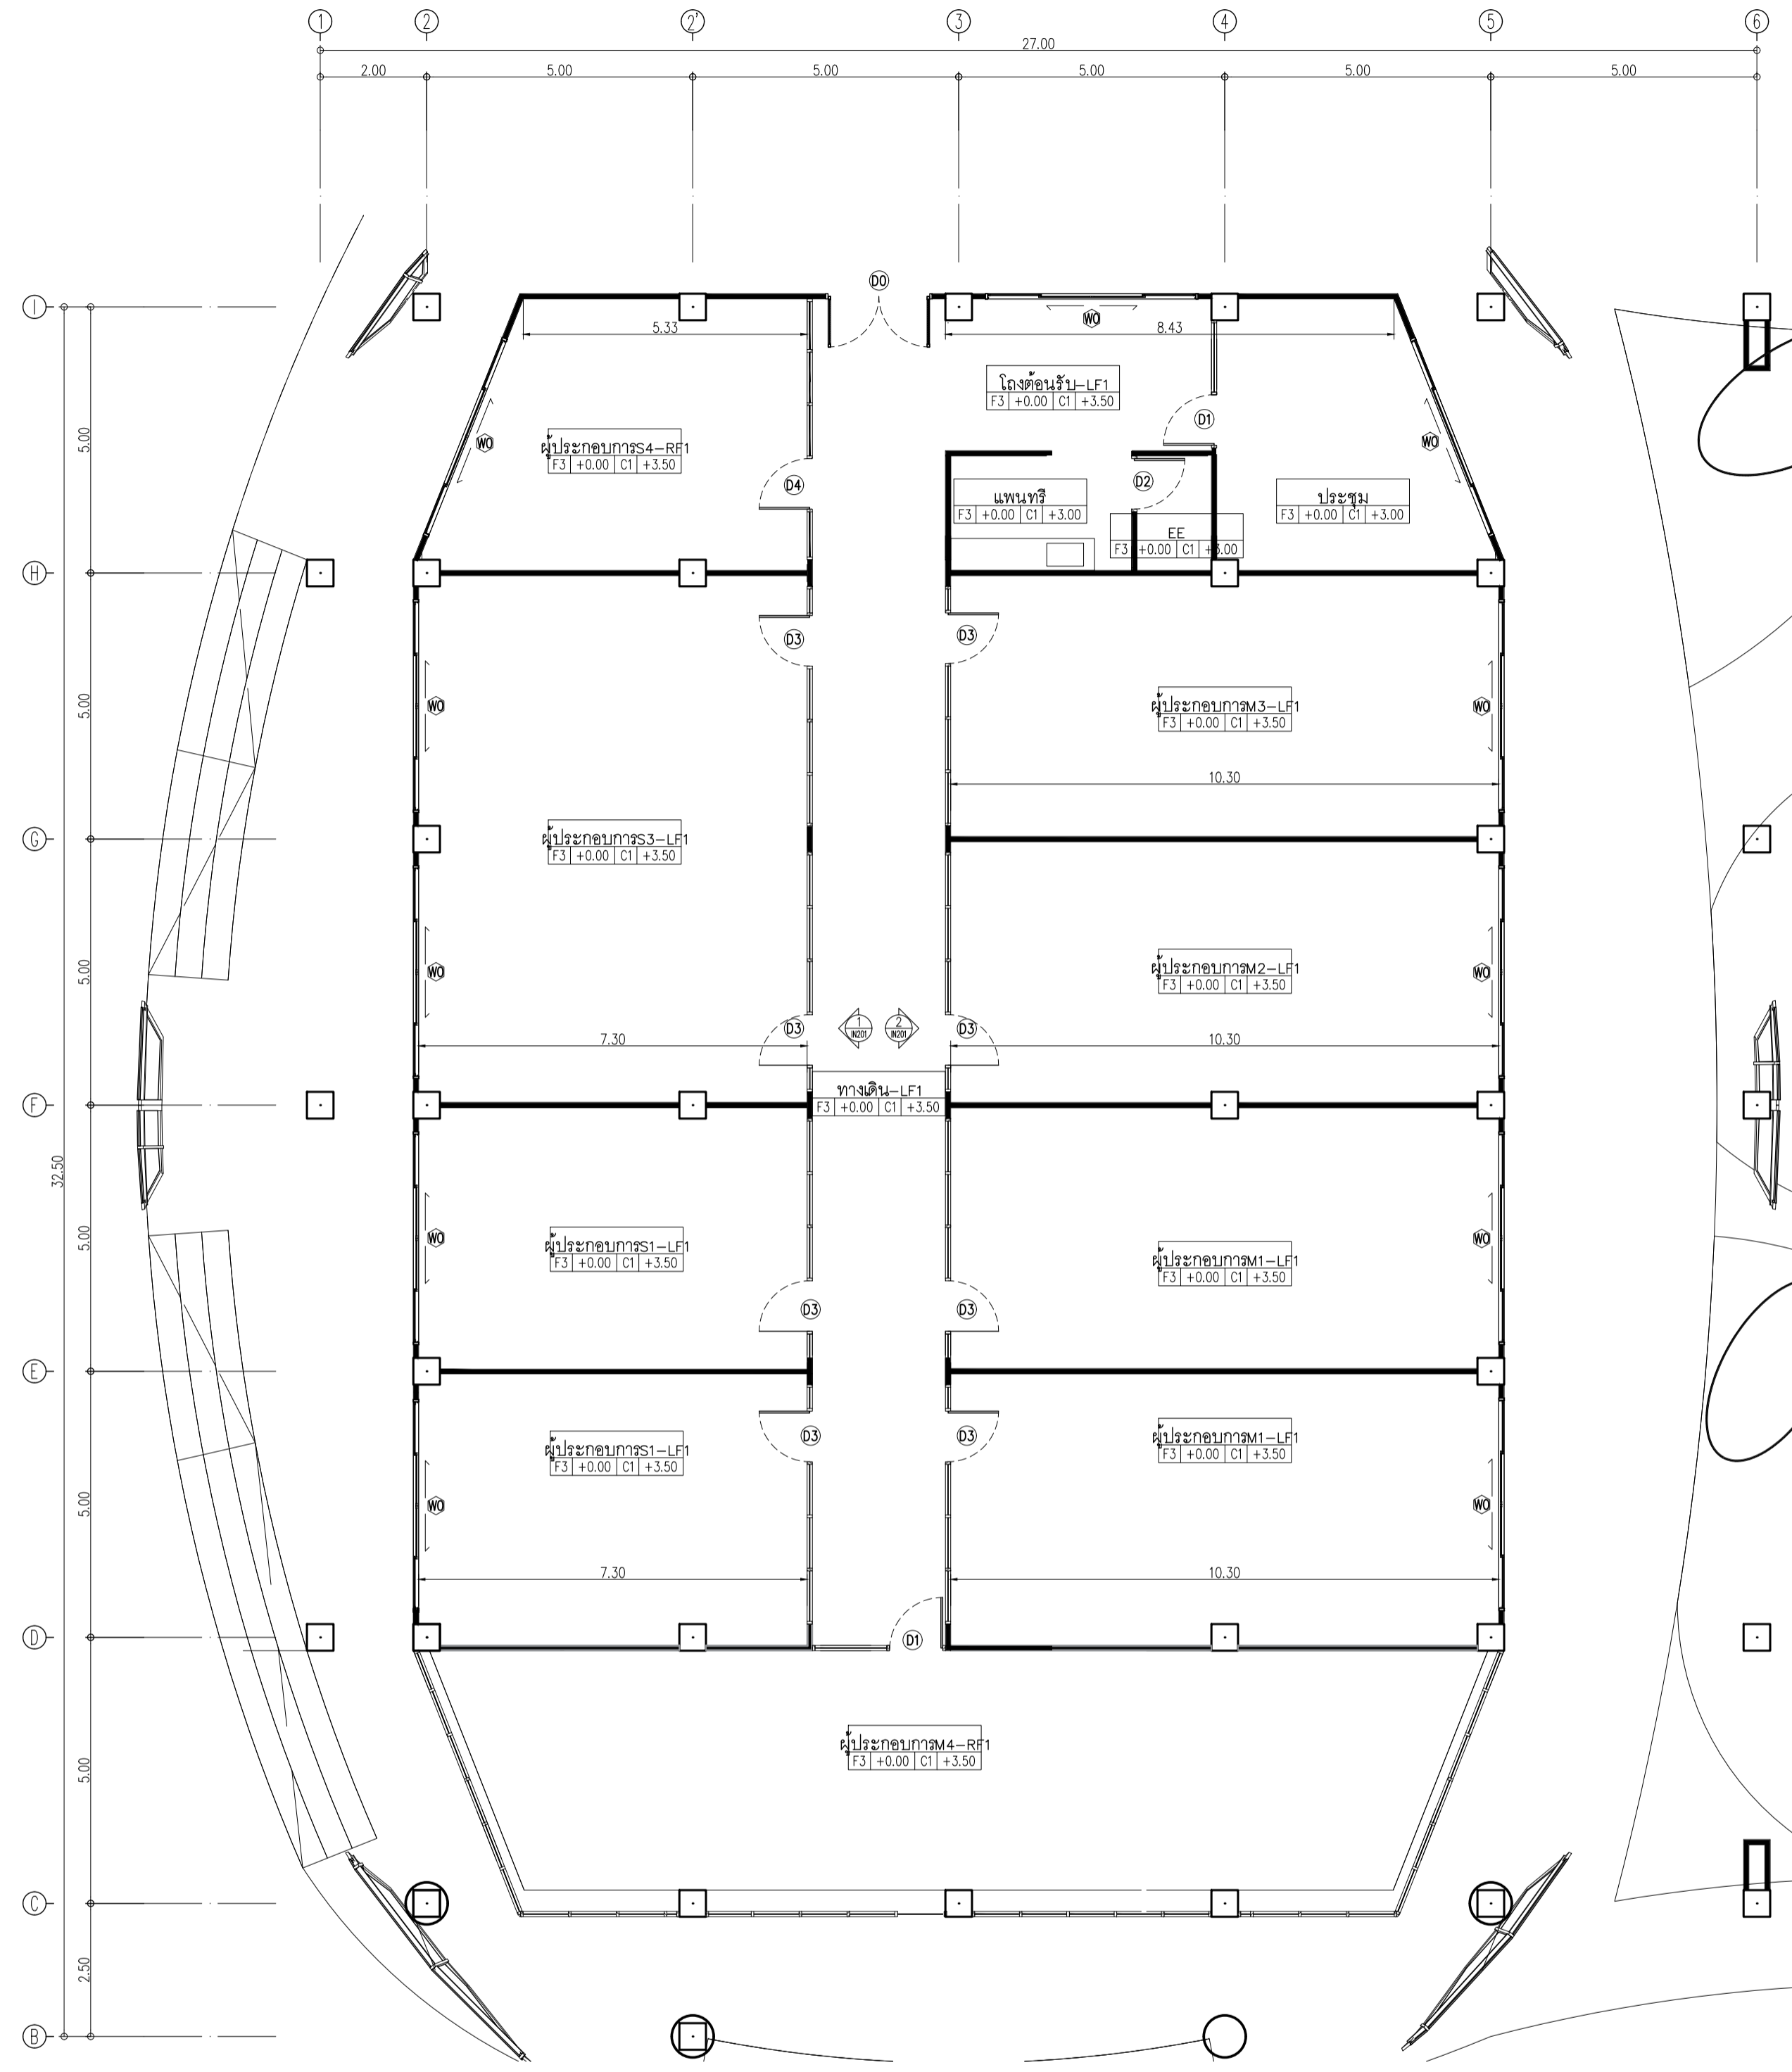 1 2 2' 3 4 5 6
27.00
2.00 5.00 5.00 5.00 5.00 5.00
D0
I
5.33
W0
8.43
โถงต้อนรับ-LF1
F3 +0.00 C1 +3.50
D1
5.00
W0
ผู้ประกอบการS4-RF1
F3 +0.00 C1 +3.50
W0
D4
D2
แพนทรี
F3 +0.00 C1 +3.00
ประชุม
F3 +0.00 C1 +3.00
EE
F3 +0.00 C1 +3.00
H
D3 D3
5.00
W0
ผู้ประกอบการM3-LF1
F3 +0.00 C1 +3.50
W0
10.30
G
ผู้ประกอบการS3-LF1
F3 +0.00 C1 +3.50
5.00
W0
ผู้ประกอบการM2-LF1
F3 +0.00 C1 +3.50
W0
D3
1
IN201
2
IN201
D3
7.30 10.30
ทางเดิน-LF1
F3 +0.00 C1 +3.50
F
32.50
5.00
W0
ผู้ประกอบการS1-LF1
F3 +0.00 C1 +3.50
ผู้ประกอบการM1-LF1
F3 +0.00 C1 +3.50
W0
D3 D3
E
D3 D3
ผู้ประกอบการS1-LF1
F3 +0.00 C1 +3.50
ผู้ประกอบการM1-LF1
F3 +0.00 C1 +3.50
5.00
W0 W0
7.30 10.30
D
D1
5.00
ผู้ประกอบการM4-RF1
F3 +0.00 C1 +3.50
C
2.50
B